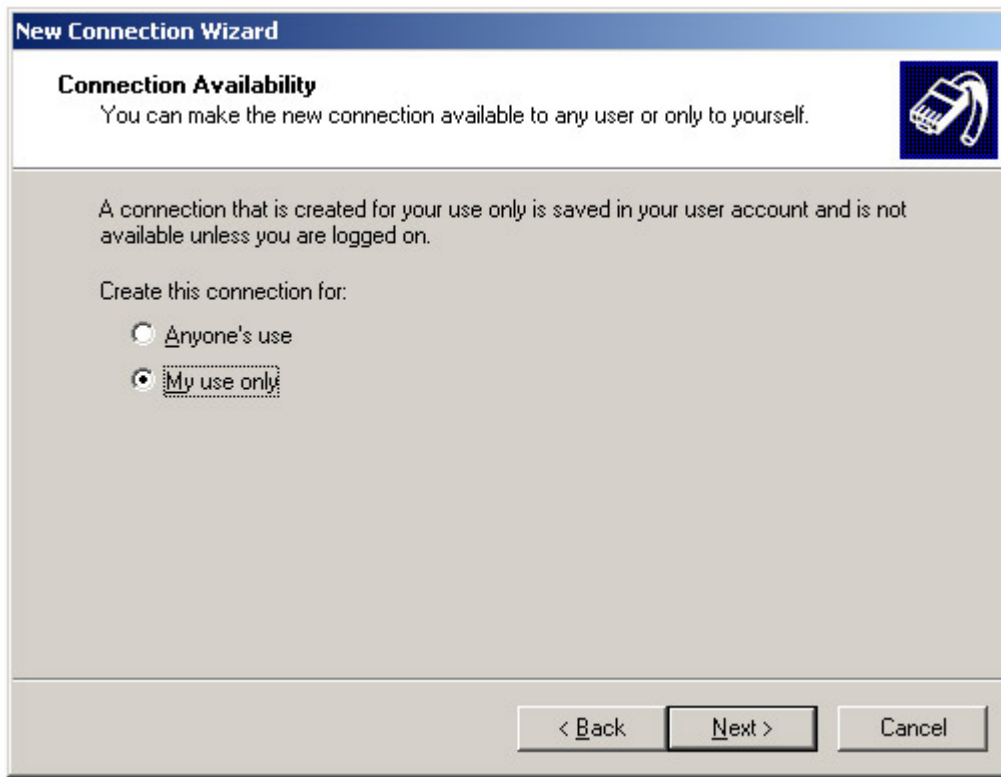 New Connection Wizard
Connection Availability
You can make the new connection available to any user or only to yourself.
A connection that is created for your use only is saved in your user account and is not
available unless you are logged on.
Create this connection for:
Anyone's use
My use only
< Back
Next >
Cancel